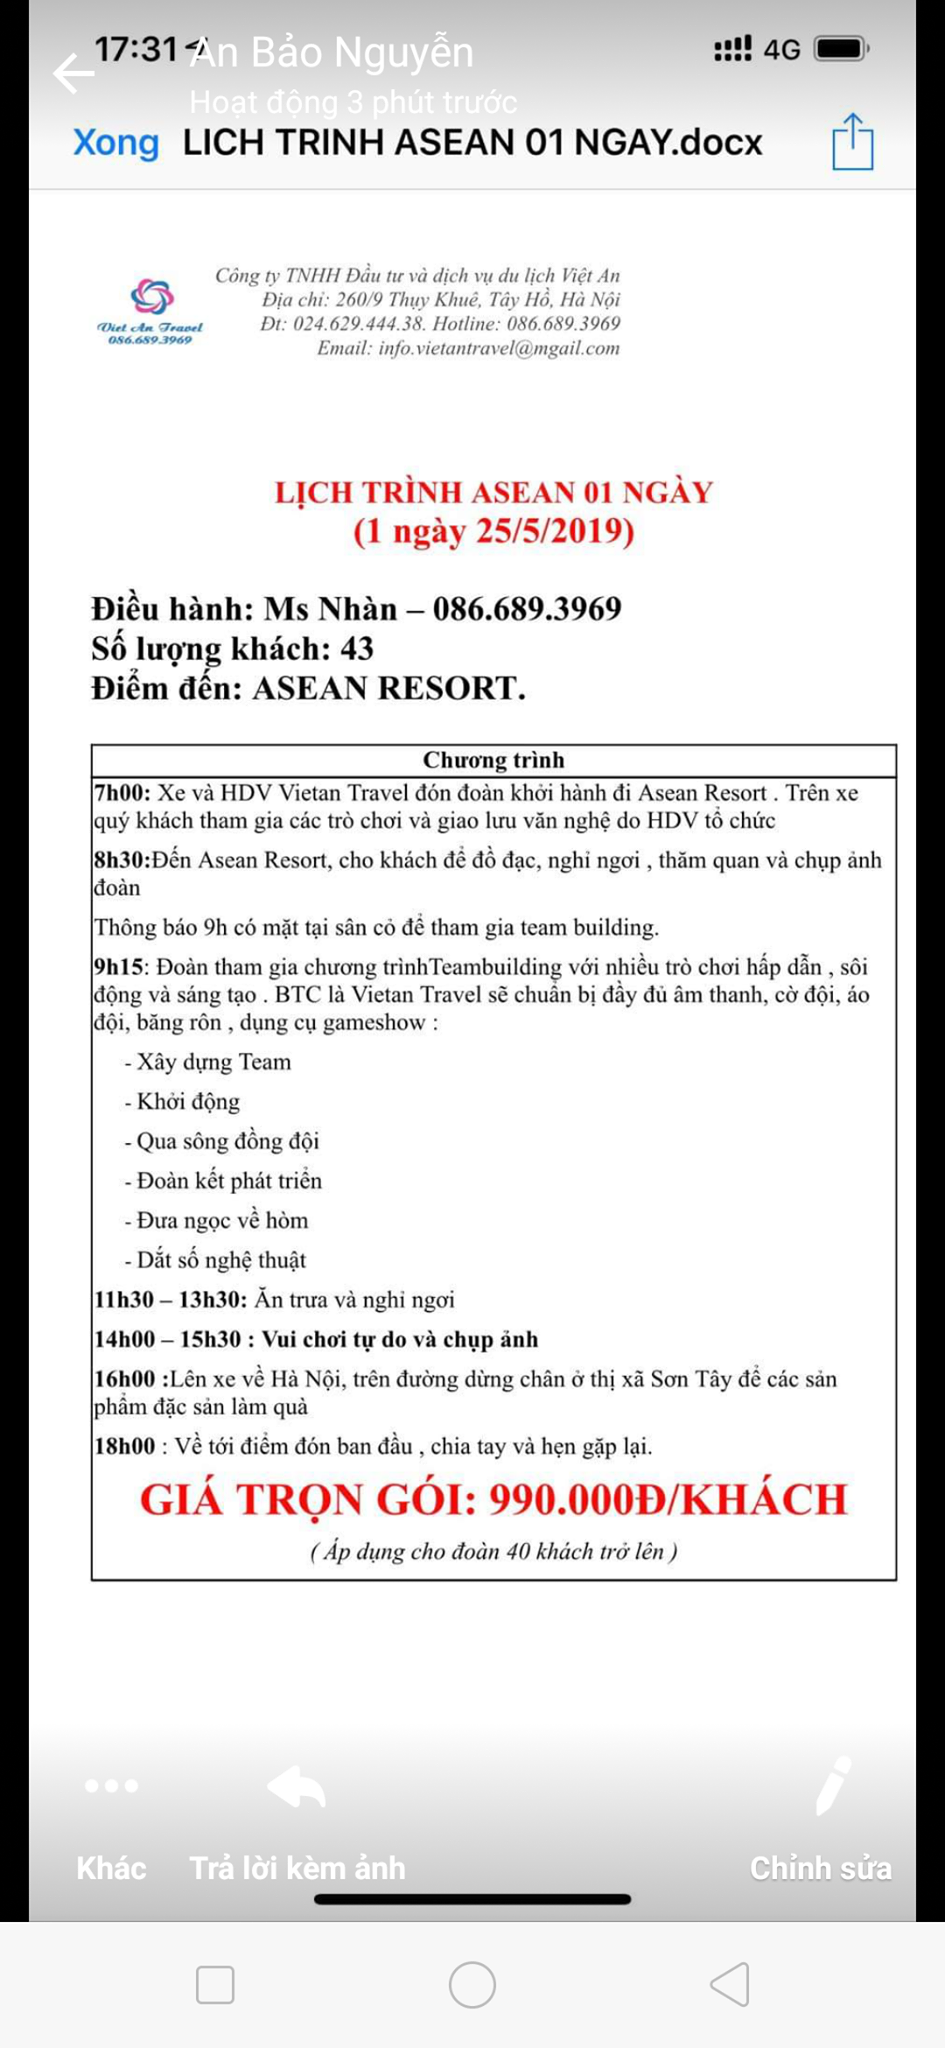 17:31
An Bảo Nguyễn
4G
Hoạt động 3 phút trước
Xong LICH TRINH ASEAN 01 NGAY.docx
Viet An Travel
086.689.3969
Công ty TNHH Đầu tư và dịch vụ du lịch Việt An
Địa chỉ: 260/9 Thụy Khuê, Tây Hồ, Hà Nội
Đt: 024.629.444.38. Hotline: 086.689.3969
Email: info.vietantravel@mgail.com
LỊCH TRÌNH ASEAN 01 NGÀY
(1 ngày 25/5/2019)
Điều hành: Ms Nhàn – 086.689.3969
Số lượng khách: 43
Điểm đến: ASEAN RESORT.
Chương trình
7h00: Xe và HDV Vietan Travel đón đoàn khởi hành đi Asean Resort . Trên xe
quý khách tham gia các trò chơi và giao lưu văn nghệ do HDV tổ chức
8h30:Đến Asean Resort, cho khách để đồ đạc, nghỉ ngơi , thăm quan và chụp ảnh
đoàn
Thông báo 9h có mặt tại sân cỏ để tham gia team building.
9h15: Đoàn tham gia chương trìnhTeambuilding với nhiều trò chơi hấp dẫn , sôi
động và sáng tạo . BTC là Vietan Travel sẽ chuẩn bị đầy đủ âm thanh, cờ đội, áo
đội, băng rôn , dụng cụ gameshow :
- Xây dựng Team
- Khởi động
- Qua sông đồng đội
- Đoàn kết phát triển
- Đưa ngọc về hòm
- Dắt số nghệ thuật
11h30 – 13h30: Ăn trưa và nghỉ ngơi
14h00 – 15h30 : Vui chơi tự do và chụp ảnh
16h00 :Lên xe về Hà Nội, trên đường dừng chân ở thị xã Sơn Tây để các sản
phẩm đặc sản làm quà
18h00 : Về tới điểm đón ban đầu , chia tay và hẹn gặp lại.
GIÁ TRỌN GÓI: 990.000Đ/KHÁCH
( Áp dụng cho đoàn 40 khách trở lên )
Khác
Trả lời kèm ảnh
Chỉnh sửa